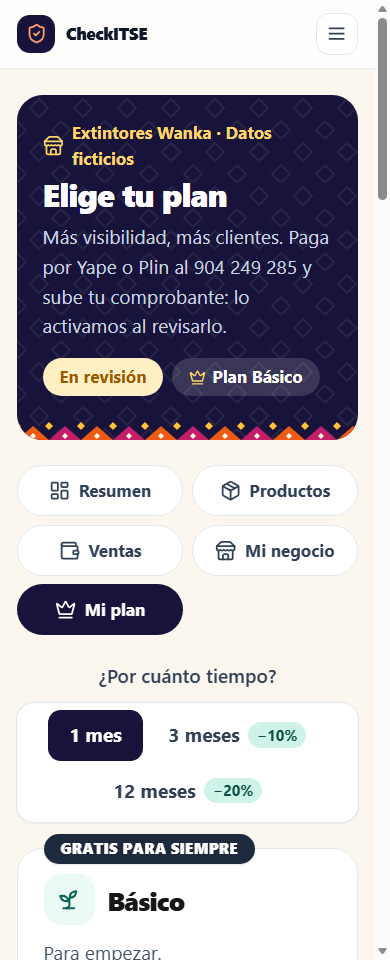 CheckITSE
Extintores Wanka · Datos
ficticios
Elige tu plan
Más visibilidad, más clientes. Paga
por Yape o Plin al 904 249 285 y
sube tu comprobante: lo
activamos al revisarlo.
En revisión
Plan Básico
Resumen
Productos
Ventas
Mi negocio
Mi plan
¿Por cuánto tiempo?
1 mes
3 meses −10%
12 meses −20%
GRATIS PARA SIEMPRE
Básico
Para empezar.